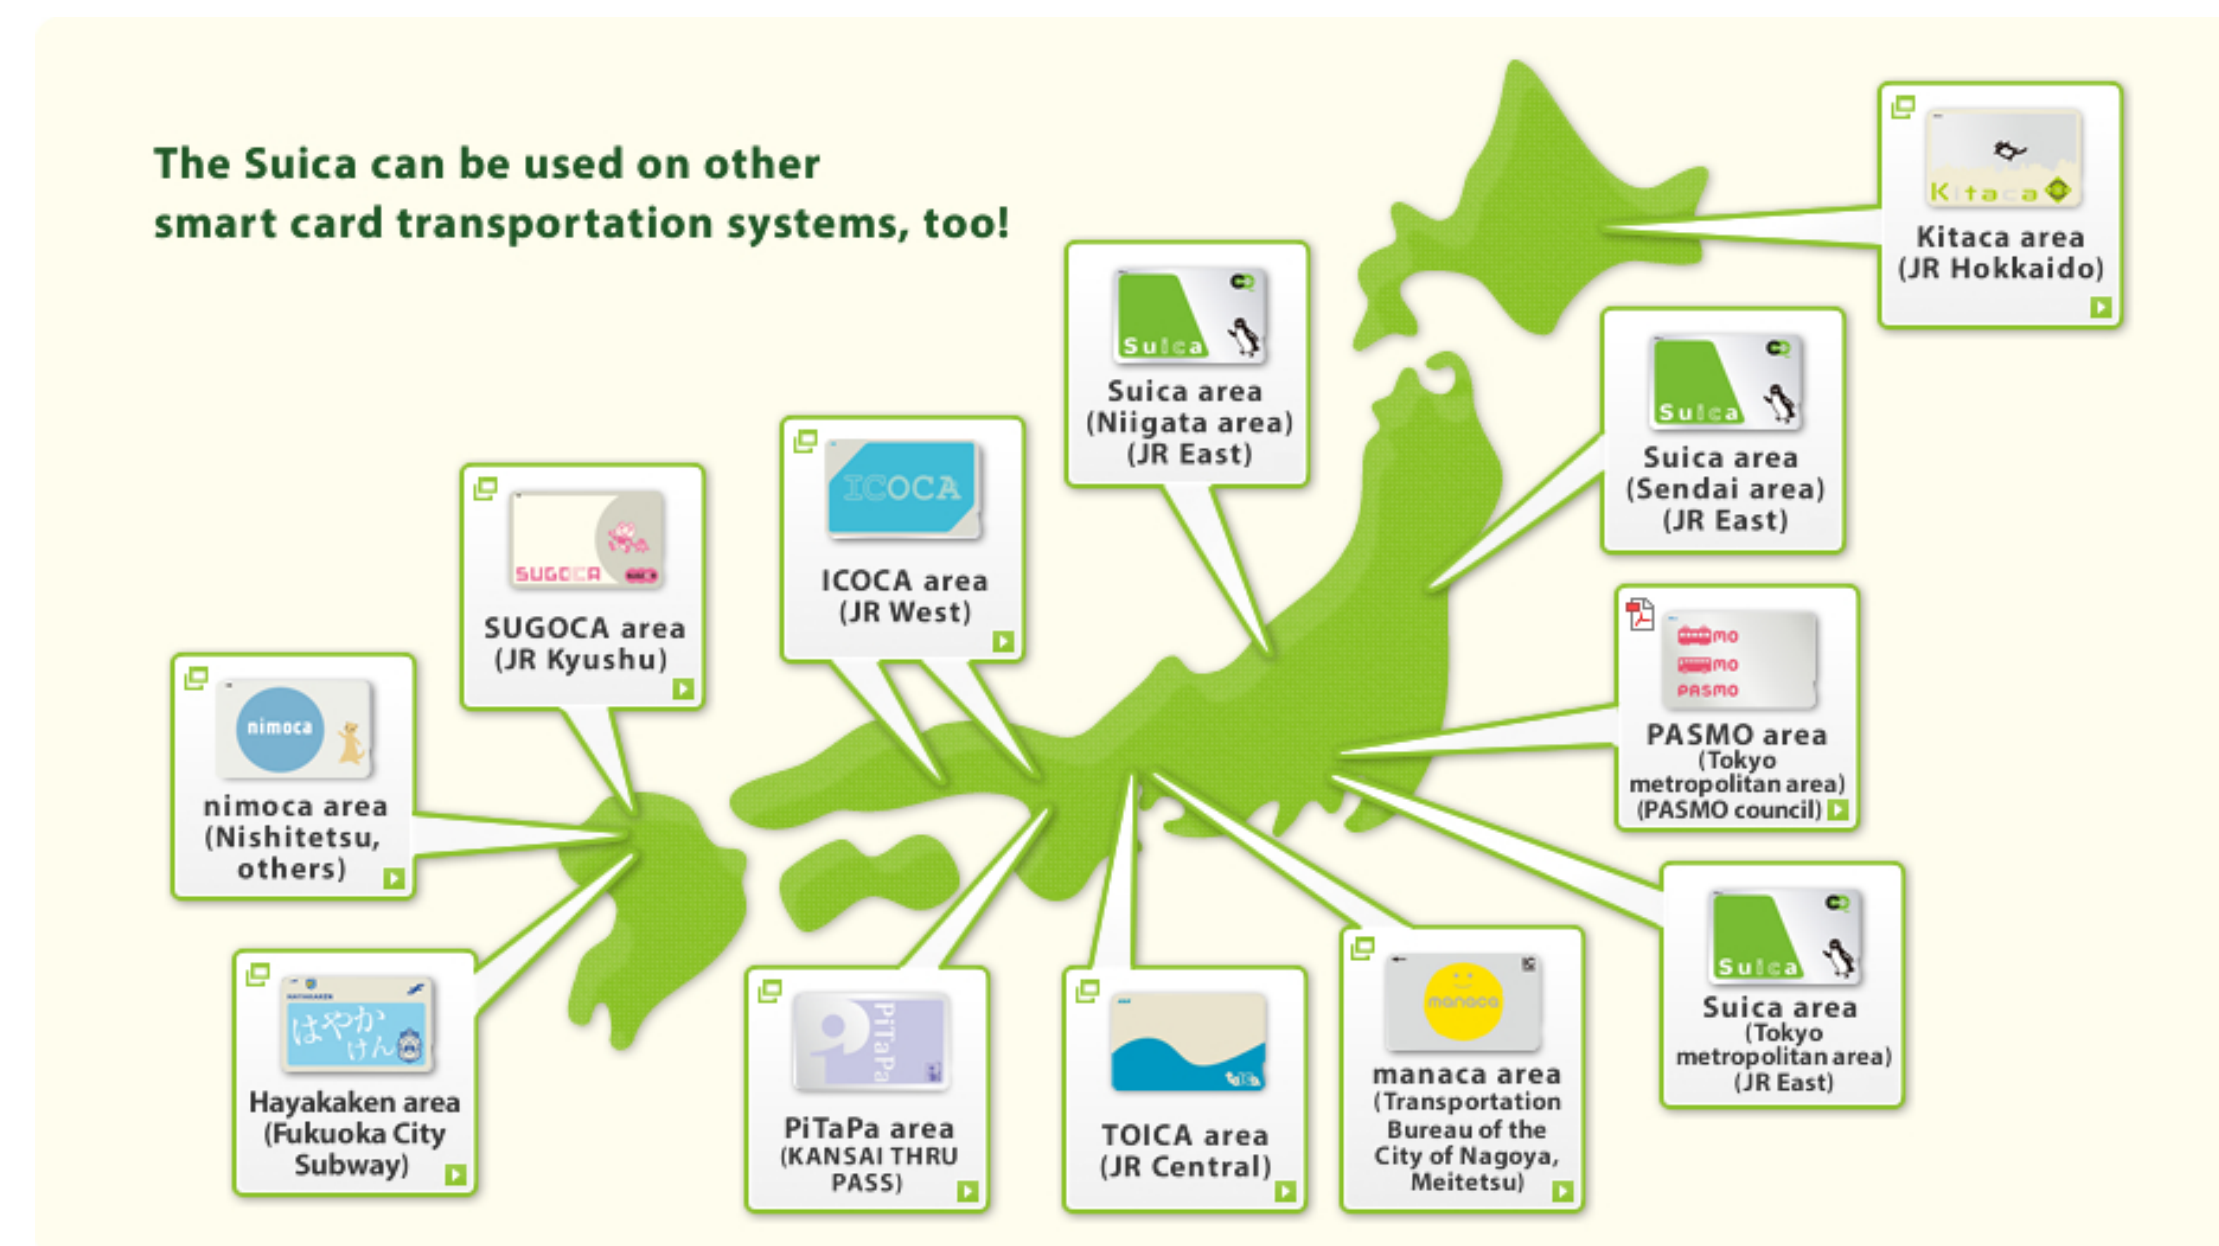 The Suica can be used on other
smart card transportation systems, too!
Kitaca
Kitaca area
(JR Hokkaido)
Suica
Suica area
(Niigata area)
(JR East)
Suica
Suica area
(Sendai area)
(JR East)
ICOCA
ICOCA area
(JR West)
SUGOCA
SUGOCA area
(JR Kyushu)
mo
mo
PASMO
PASMO area
(Tokyo
metropolitan area)
(PASMO council)
nimoca
nimoca area
(Nishitetsu,
others)
Suica
Suica area
(Tokyo
metropolitan area)
(JR East)
HAYAKAKEN
はやか
けん
Hayakaken area
(Fukuoka City
Subway)
PiTaPa
PiTaPa area
(KANSAI THRU
PASS)
TOICA
TOICA area
(JR Central)
manaca
manaca area
(Transportation
Bureau of the
City of Nagoya,
Meitetsu)